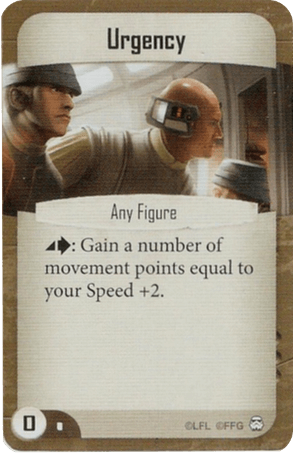 Urgency
Any Figure
: Gain a number of
movement points equal to
your Speed +2.
0
©LFL ©FFG